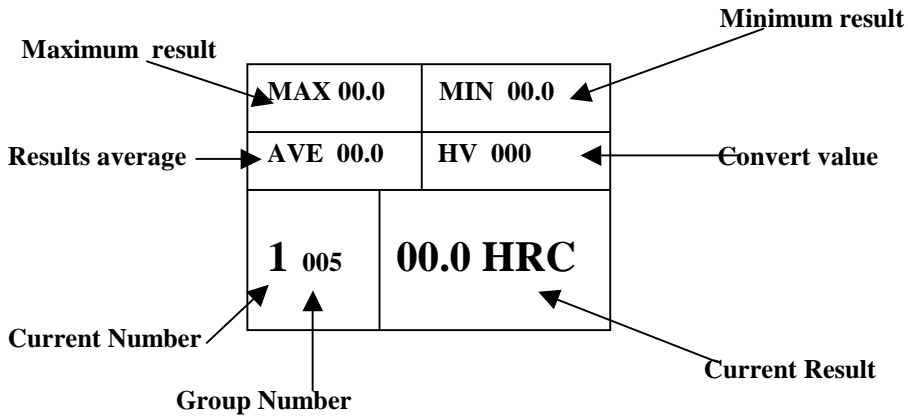 Minimum result
Maximum result
MAX 00.0
MIN 00.0
Results average
AVE 00.0
HV 000
Convert value
1 005
00.0 HRC
Current Number
Current Result
Group Number